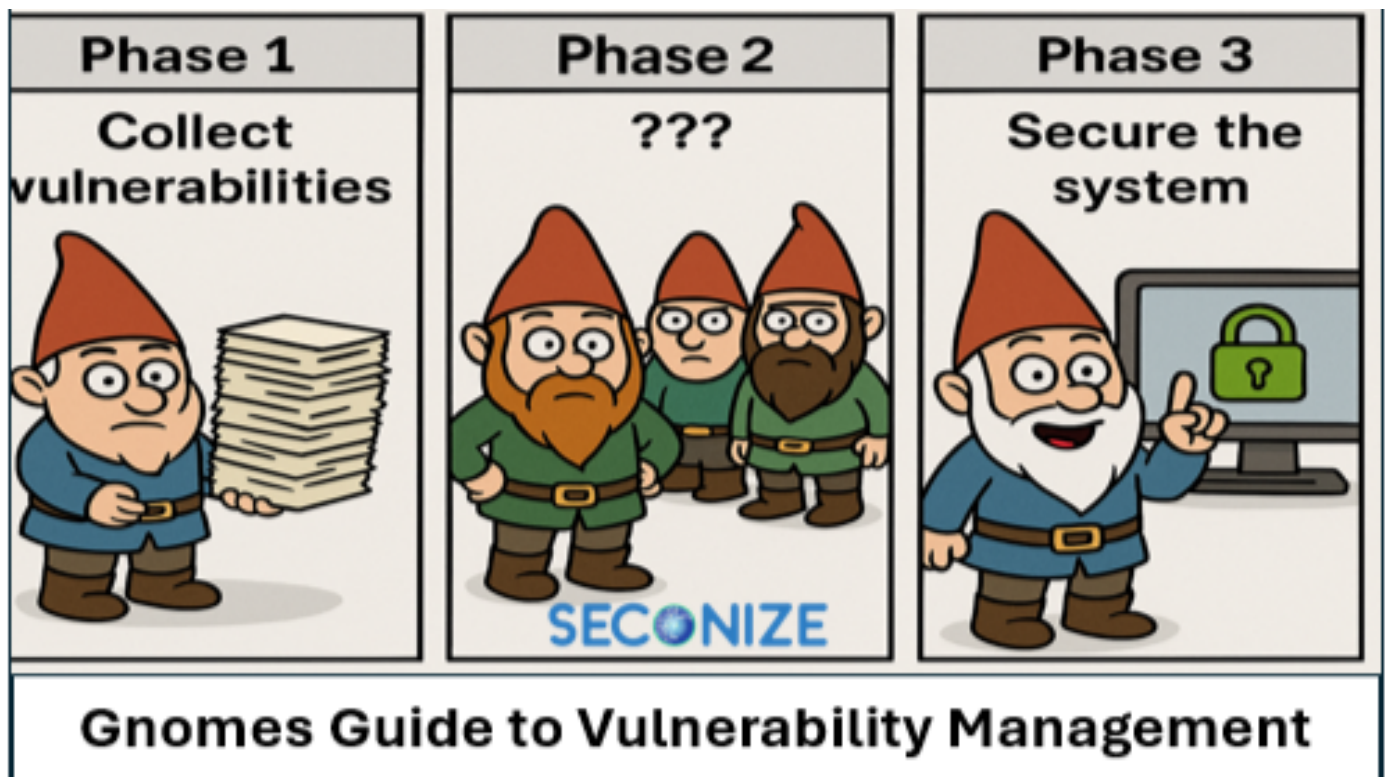 Phase 1
Collect
vulnerabilities
Phase 2
???
SECONIZE
Phase 3
Secure the
system
Gnomes Guide to Vulnerability Management